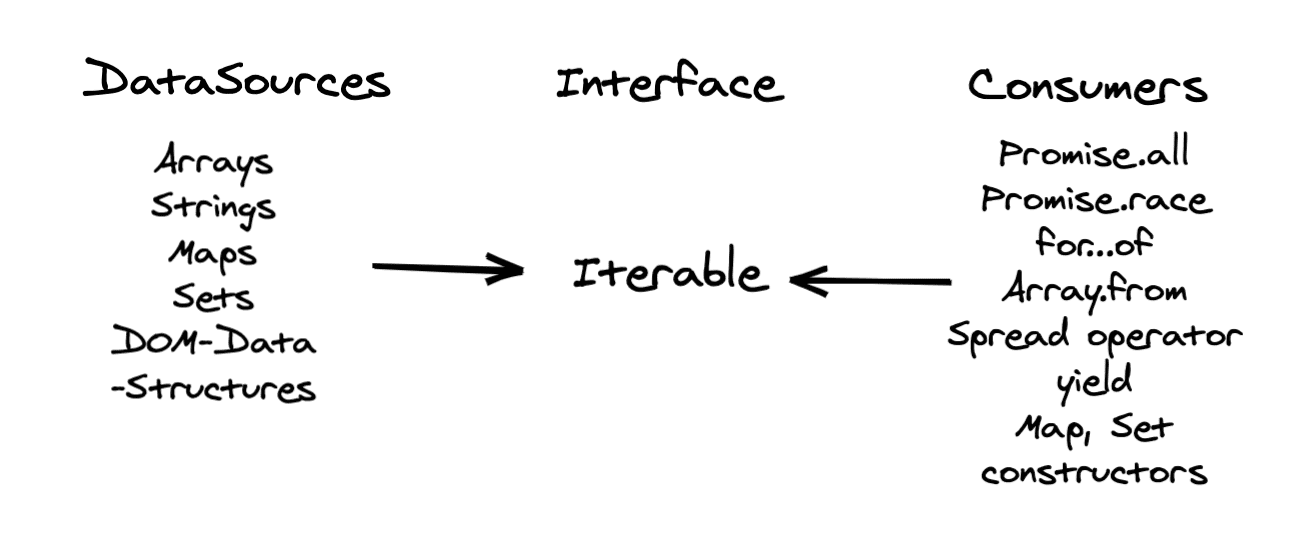 DataSources
Arrays
Strings
Maps
Sets
DOM-Data
-Structures
Interface
Iterable
Consumers
Promise.all
Promise.race
for...of
Array.from
Spread operator
yield
Map, Set
constructors